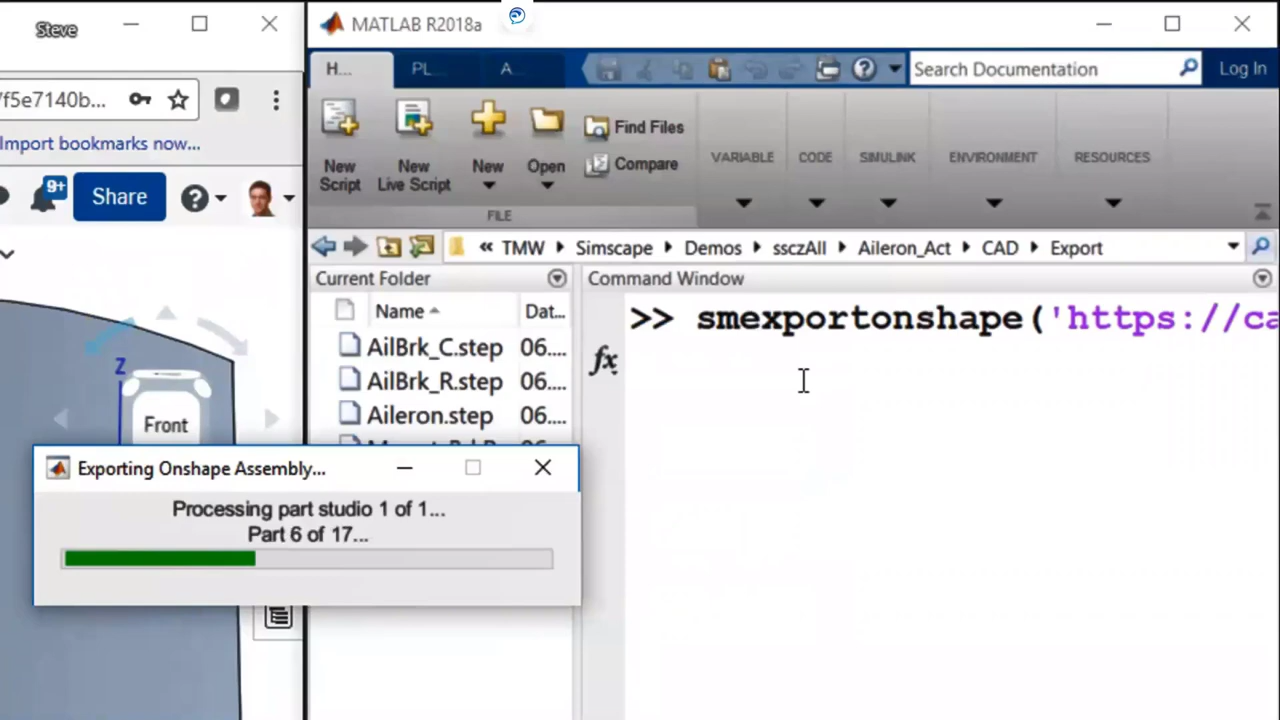 Steve
/f5e7140b...
Import bookmarks now...
9+
Share
Z
Front
MATLAB R2018a
H...
PL...
A...
Search Documentation
Log In
New Script
New Live Script
New
Open
Find Files
Compare
FILE
VARIABLE
CODE
SIMULINK
ENVIRONMENT
RESOURCES
« TMW
Simscape
Demos
ssczAll
Aileron_Act
CAD
Export
Current Folder
Name
Dat...
AilBrk_C.step 06....
AilBrk_R.step 06....
Aileron.step 06....
Command Window
>> smexportonshape('https://ca
fx
Exporting Onshape Assembly...
Processing part studio 1 of 1...
Part 6 of 17...